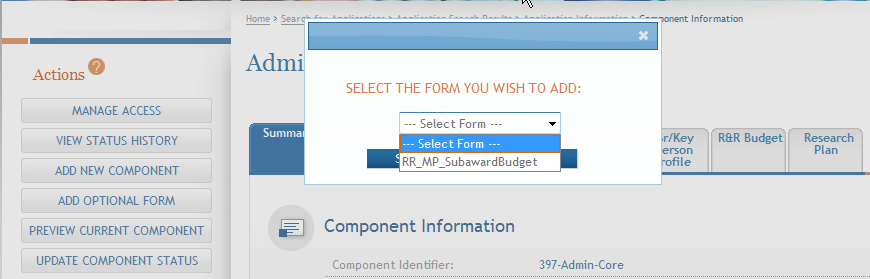 Home > Search for Applications > Application Search Results > Application Information > Component Information
Admi
Actions ?
MANAGE ACCESS
VIEW STATUS HISTORY
ADD NEW COMPONENT
ADD OPTIONAL FORM
PREVIEW CURRENT COMPONENT
UPDATE COMPONENT STATUS
SELECT THE FORM YOU WISH TO ADD:
--- Select Form ---
--- Select Form ---
RR_MP_SubawardBudget
S
Summa
or/Key
erson
rofile
R&R Budget
Research
Plan
Component Information
Component Identifier: 397-Admin-Core